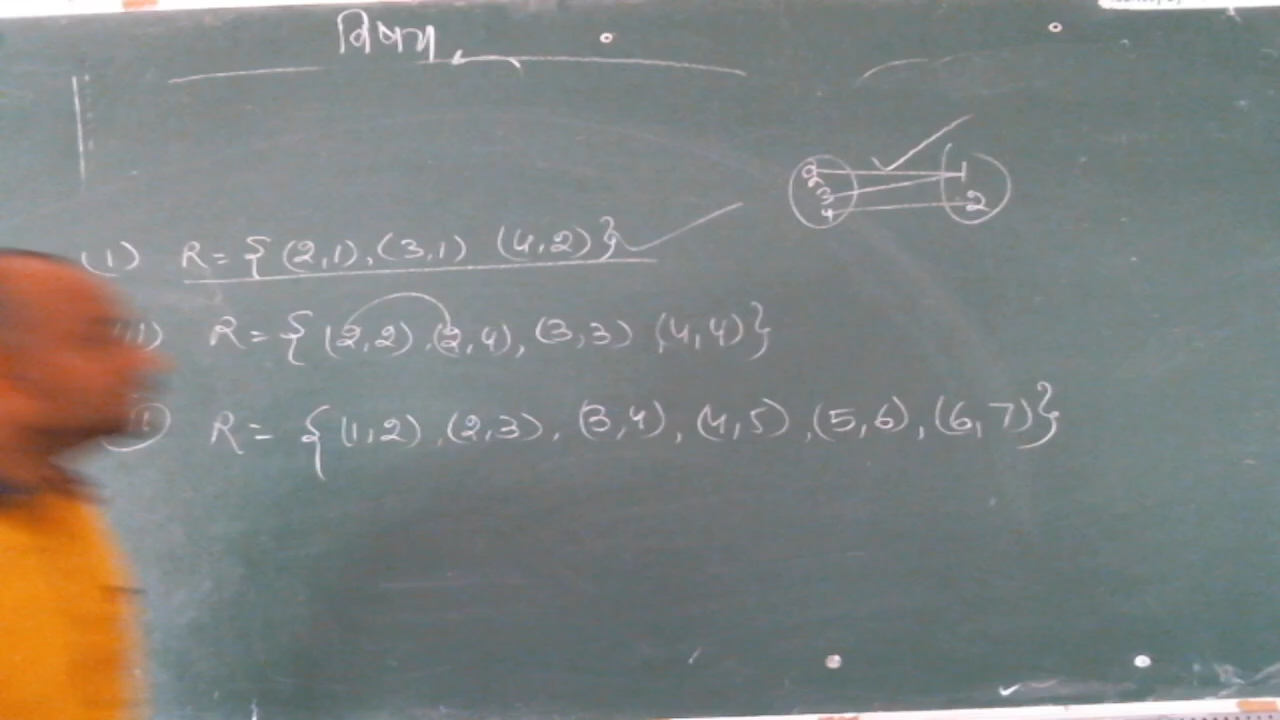 विषय
2 1
3 2
4
(i) R = { (2,1), (3,1) (4,2)}
R = { (2,2), (2,4), (3,3) (4,4)}
R = { (1,2), (2,3), (3,4), (4,5), (5,6), (6,7)}